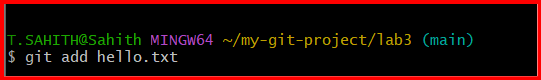 T.SAHITH@Sahith MINGW64 ~/my-git-project/lab3 (main)
$ git add hello.txt